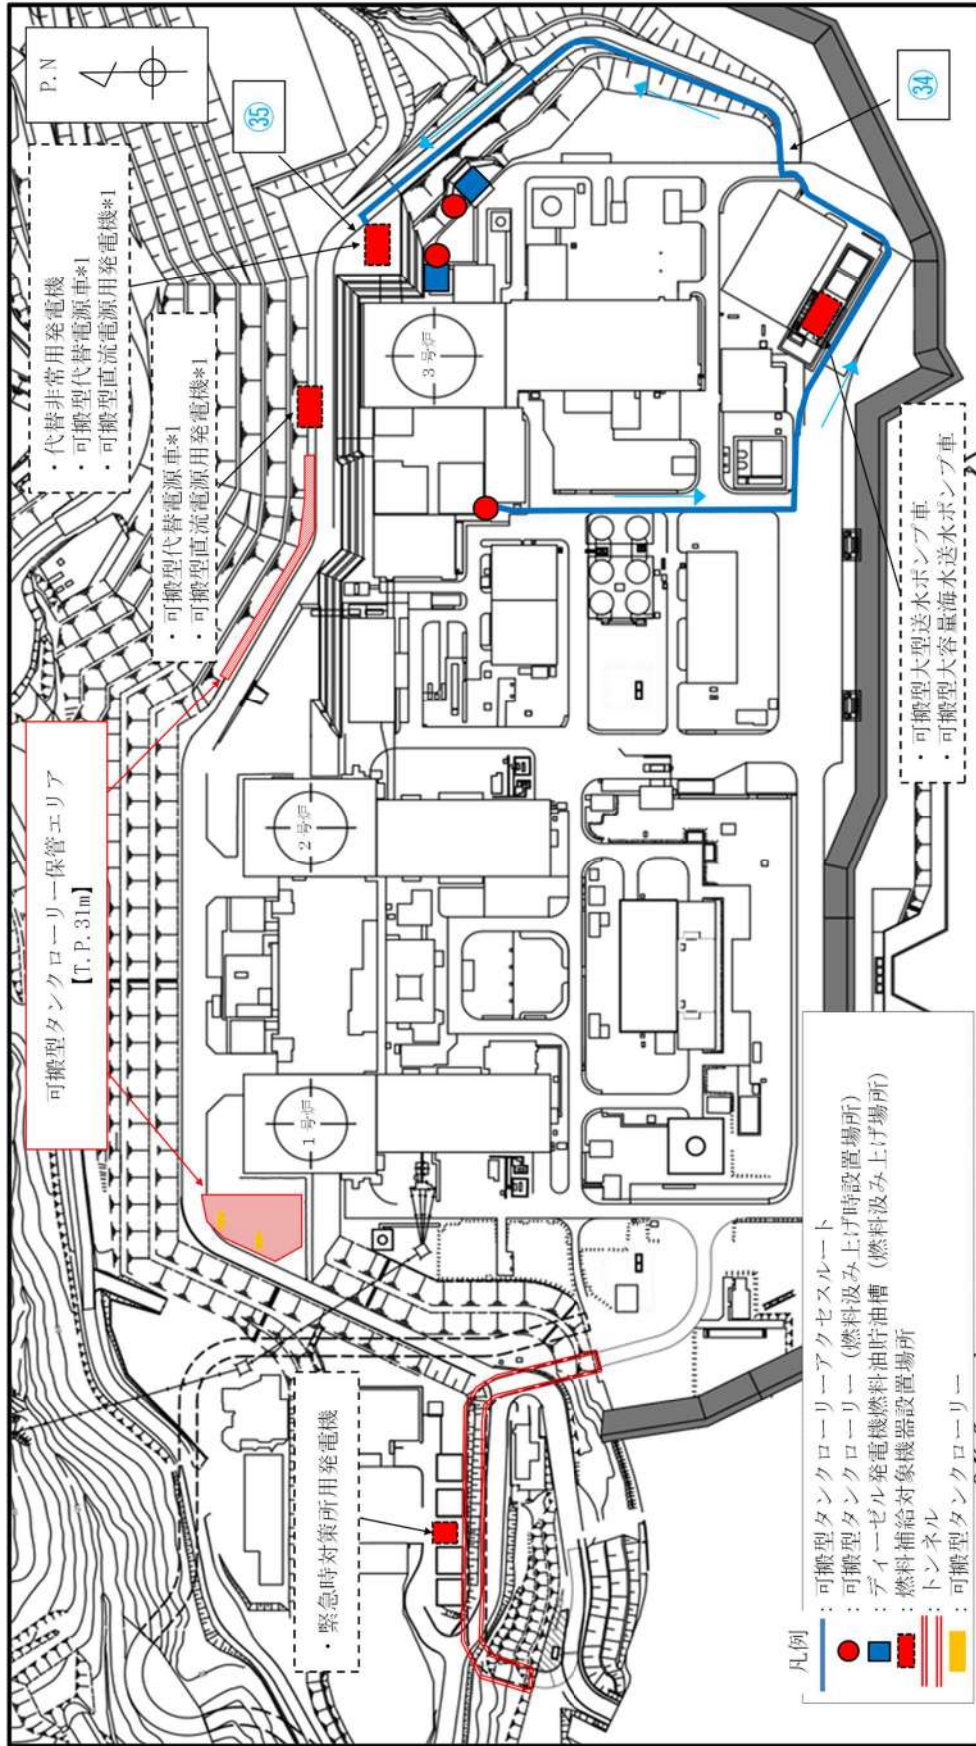 可搬型タンクローリー保管エリア
【T.P.31m】
・代替非常用発電機
・可搬型代替電源車*1
・可搬型直流電源用発電機*1
・可搬型代替電源車*1
・可搬型直流電源用発電機*1
P.N
㉟
㉞
・緊急時対策所用発電機
1号炉
2号炉
3号炉
・可搬型大型送水ポンプ車
・可搬型大容量海水送水ポンプ車
凡例
：可搬型タンクローリーアクセスルート
：可搬型タンクローリー（燃料汲み上げ時設置場所）
：ディーゼル発電機燃料油貯油槽（燃料汲み上げ場所）
：燃料補給対象機器設置場所
：トンネル
：可搬型タンクローリー